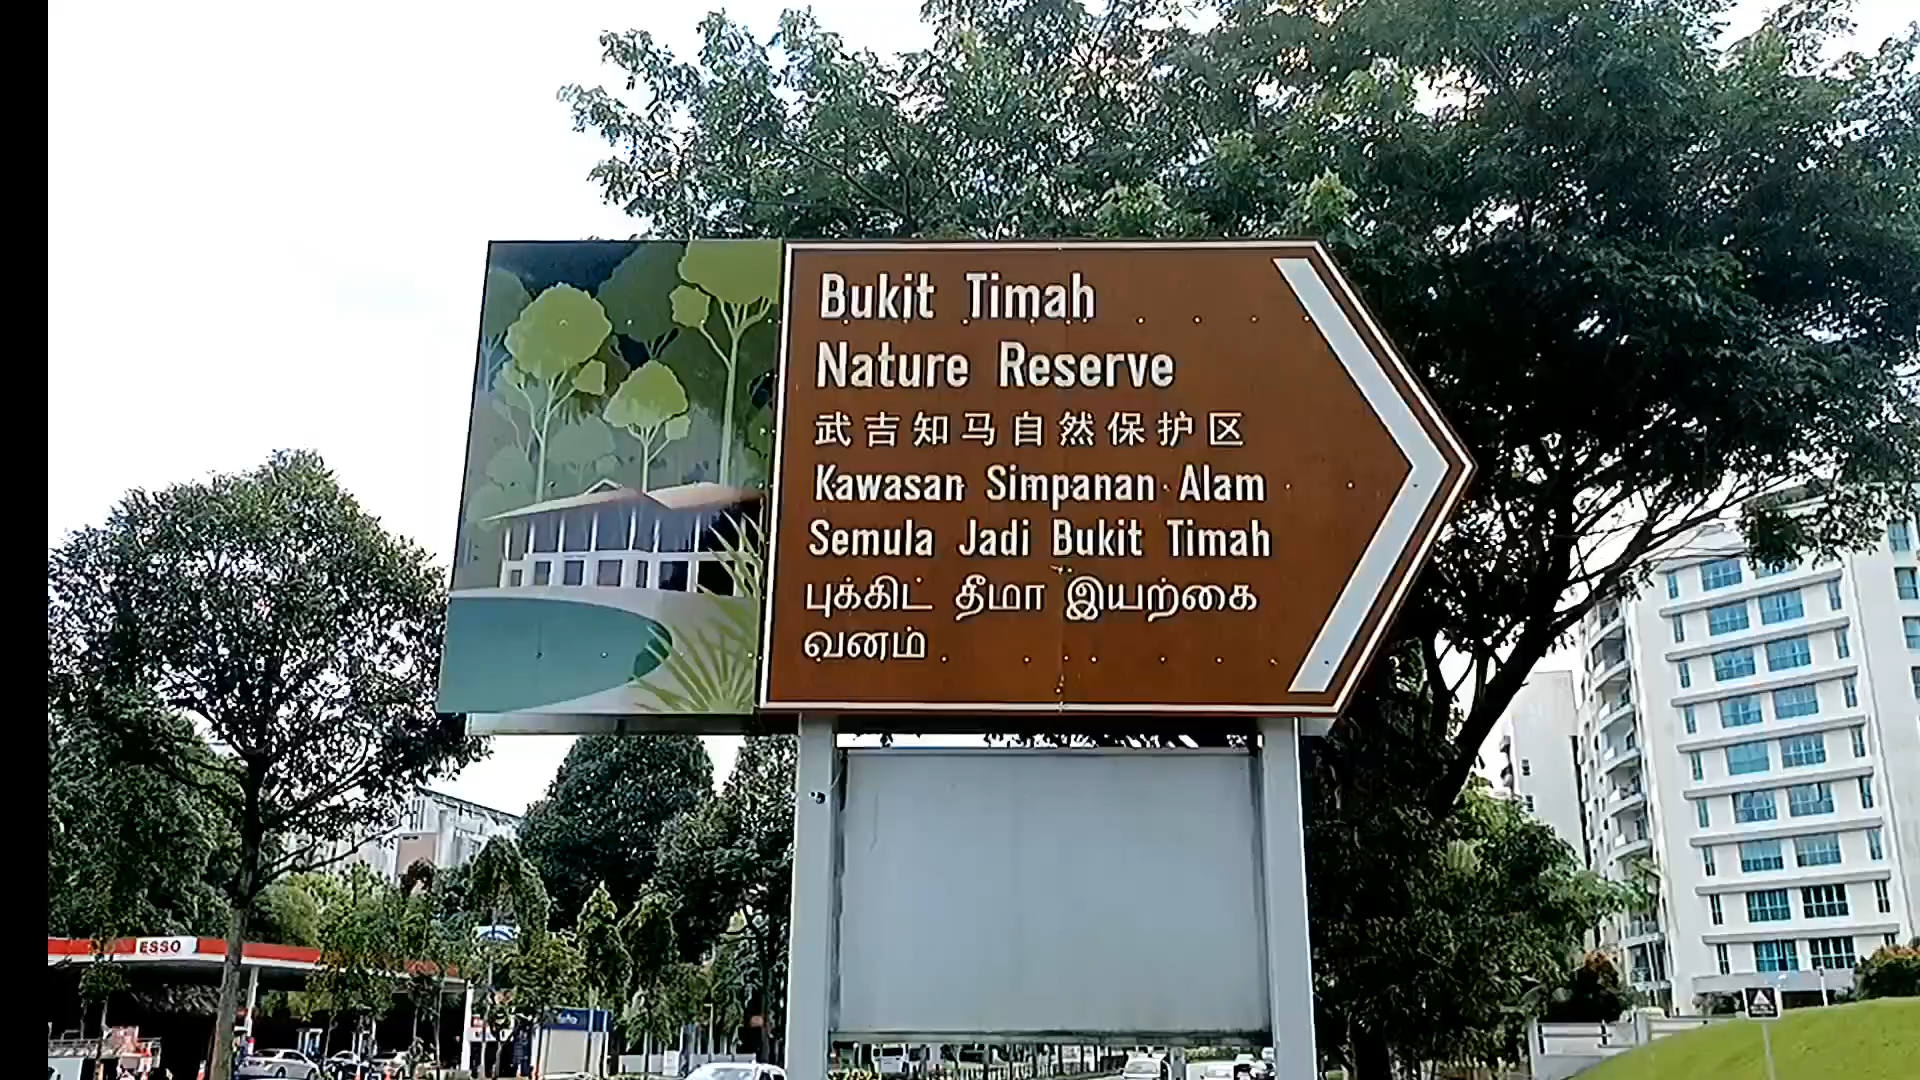 Bukit Timah
Nature Reserve
武吉知马自然保护区
Kawasan Simpanan Alam
Semula Jadi Bukit Timah
புக்கிட் தீமா இயற்கை
வனம்
ESSO